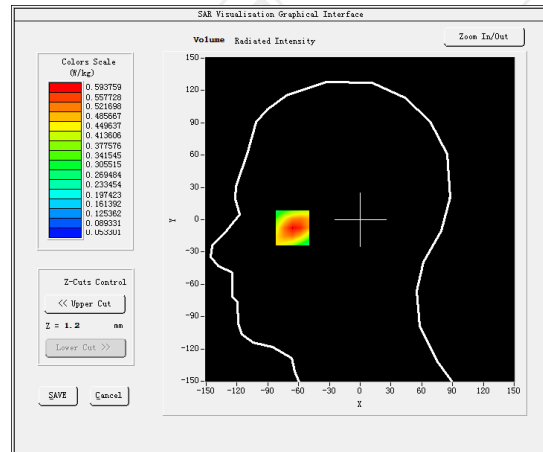 SAR Visualisation Graphical Interface
Volume Radiated Intensity
Zoom In/Out
Colors Scale
(W/kg)
0.593759
0.557728
0.521698
0.485667
0.449637
0.413606
0.377576
0.341545
0.305515
0.269484
0.233454
0.197423
0.161392
0.125362
0.089331
0.053301
Z-Cuts Control
<< Upper Cut
Z = 1.2 mm
Lower Cut >>
SAVE
Cancel
150
120
90
60
30
0
-30
-60
-90
-120
-150
Y
-150 -120 -90 -60 -30 0 30 60 90 120 150
X